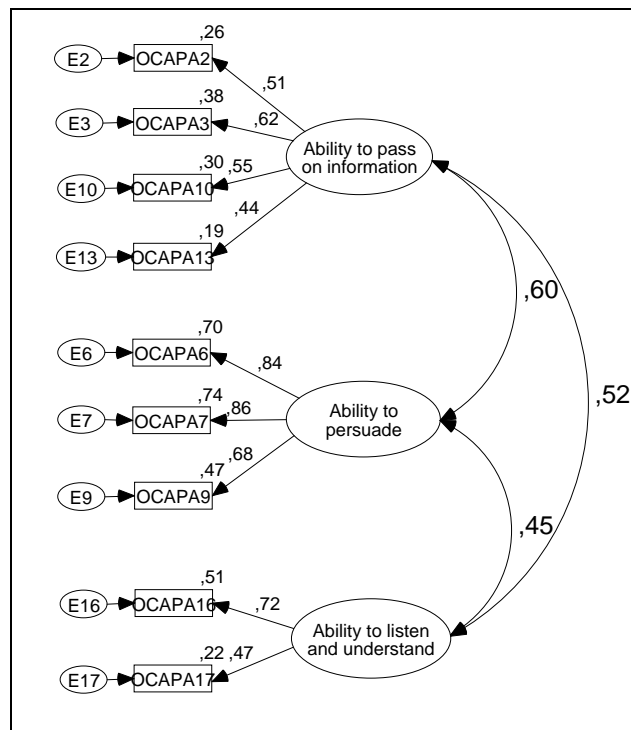 ,26
E2 OCAPA2
,51
,38
E3 OCAPA3 ,62
Ability to pass
on information
,30 ,55
E10 OCAPA10
,44
,19
E13 OCAPA13
,60
,70
E6 OCAPA6 ,84
,74
E7 OCAPA7 ,86
Ability to
persuade
,52
,47 ,68
E9 OCAPA9
,45
,51
E16 OCAPA16 ,72
Ability to listen
and understand
,22 ,47
E17 OCAPA17